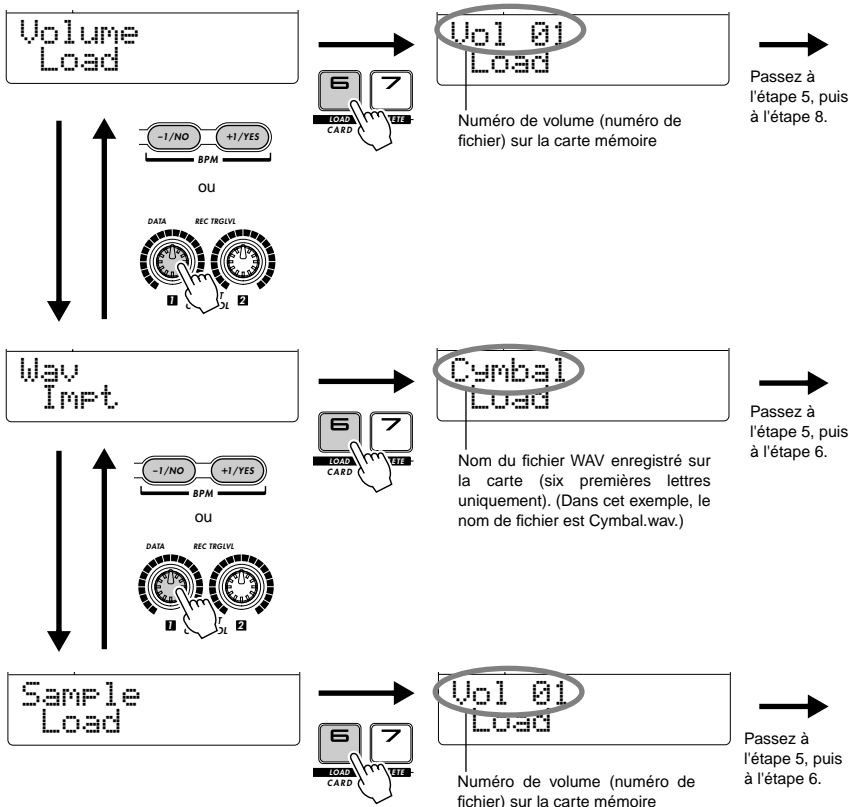 Volume
Load
6 7
LOAD ETE
CARD
Vol 01
Load
Numéro de volume (numéro de
fichier) sur la carte mémoire
Passez à
l'étape 5, puis
à l'étape 8.
-1/NO +1/YES
BPM
ou
DATA REC TRGLVL
1 2
Wav
Impt
6 7
LOAD ETE
CARD
Cymbal
Load
Nom du fichier WAV enregistré sur
la carte (six premières lettres
uniquement). (Dans cet exemple, le
nom de fichier est Cymbal.wav.)
Passez à
l'étape 5, puis
à l'étape 6.
-1/NO +1/YES
BPM
ou
DATA REC TRGLVL
1 2
Sample
Load
6 7
LOAD ETE
CARD
Vol 01
Load
Numéro de volume (numéro de
fichier) sur la carte mémoire
Passez à
l'étape 5, puis
à l'étape 6.